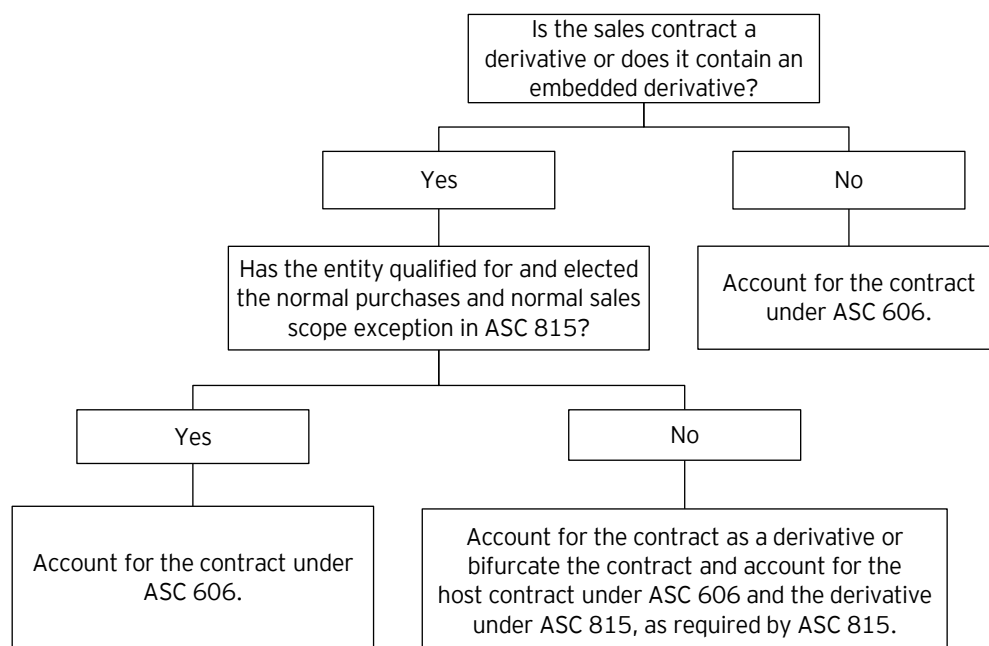 Is the sales contract a
derivative or does it contain an
embedded derivative?
Yes
No
Has the entity qualified for and elected
the normal purchases and normal sales
scope exception in ASC 815?
Account for the contract
under ASC 606.
Yes
No
Account for the contract under
ASC 606.
Account for the contract as a derivative or
bifurcate the contract and account for the
host contract under ASC 606 and the derivative
under ASC 815, as required by ASC 815.